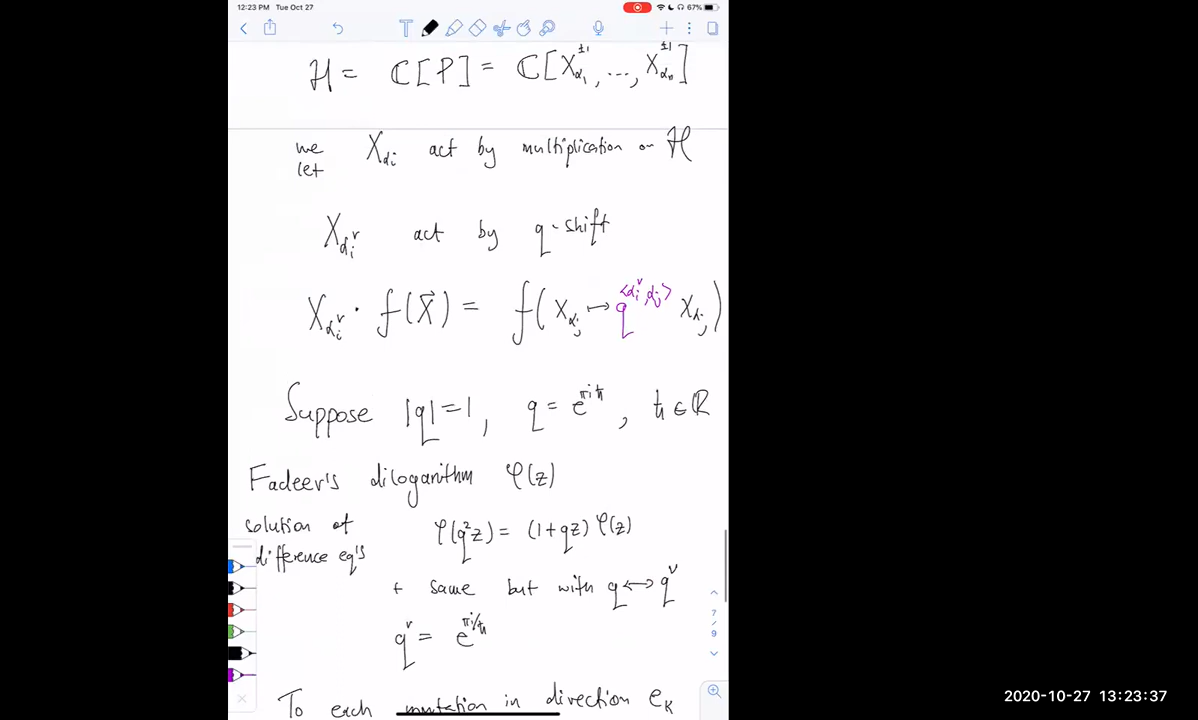 12:23 PM Tue Oct 27
67%
ℋ = ℂ[P] = ℂ[X_{α_1}^{±1}, ..., X_{α_n}^{±1}]
we let X_{α_i} act by multiplication on ℋ
X_{α_i^∨} act by q-shift
X_{α_i^∨} · f(X⃗) = f( X_{α_j} ↦ q^{<α_i^∨, α_j>} X_{α_j} )
Suppose |q| = 1, q = e^{πiħ}, ħ ∈ ℝ
Fadeev's dilogarithm φ(z)
solution of difference eq's φ(q²z) = (1+qz) φ(z)
+ same but with q ↔ q^∨
q^∨ = e^{πi/ħ}
To each mutation in direction e_k
7
/
9
2020-10-27 13:23:37